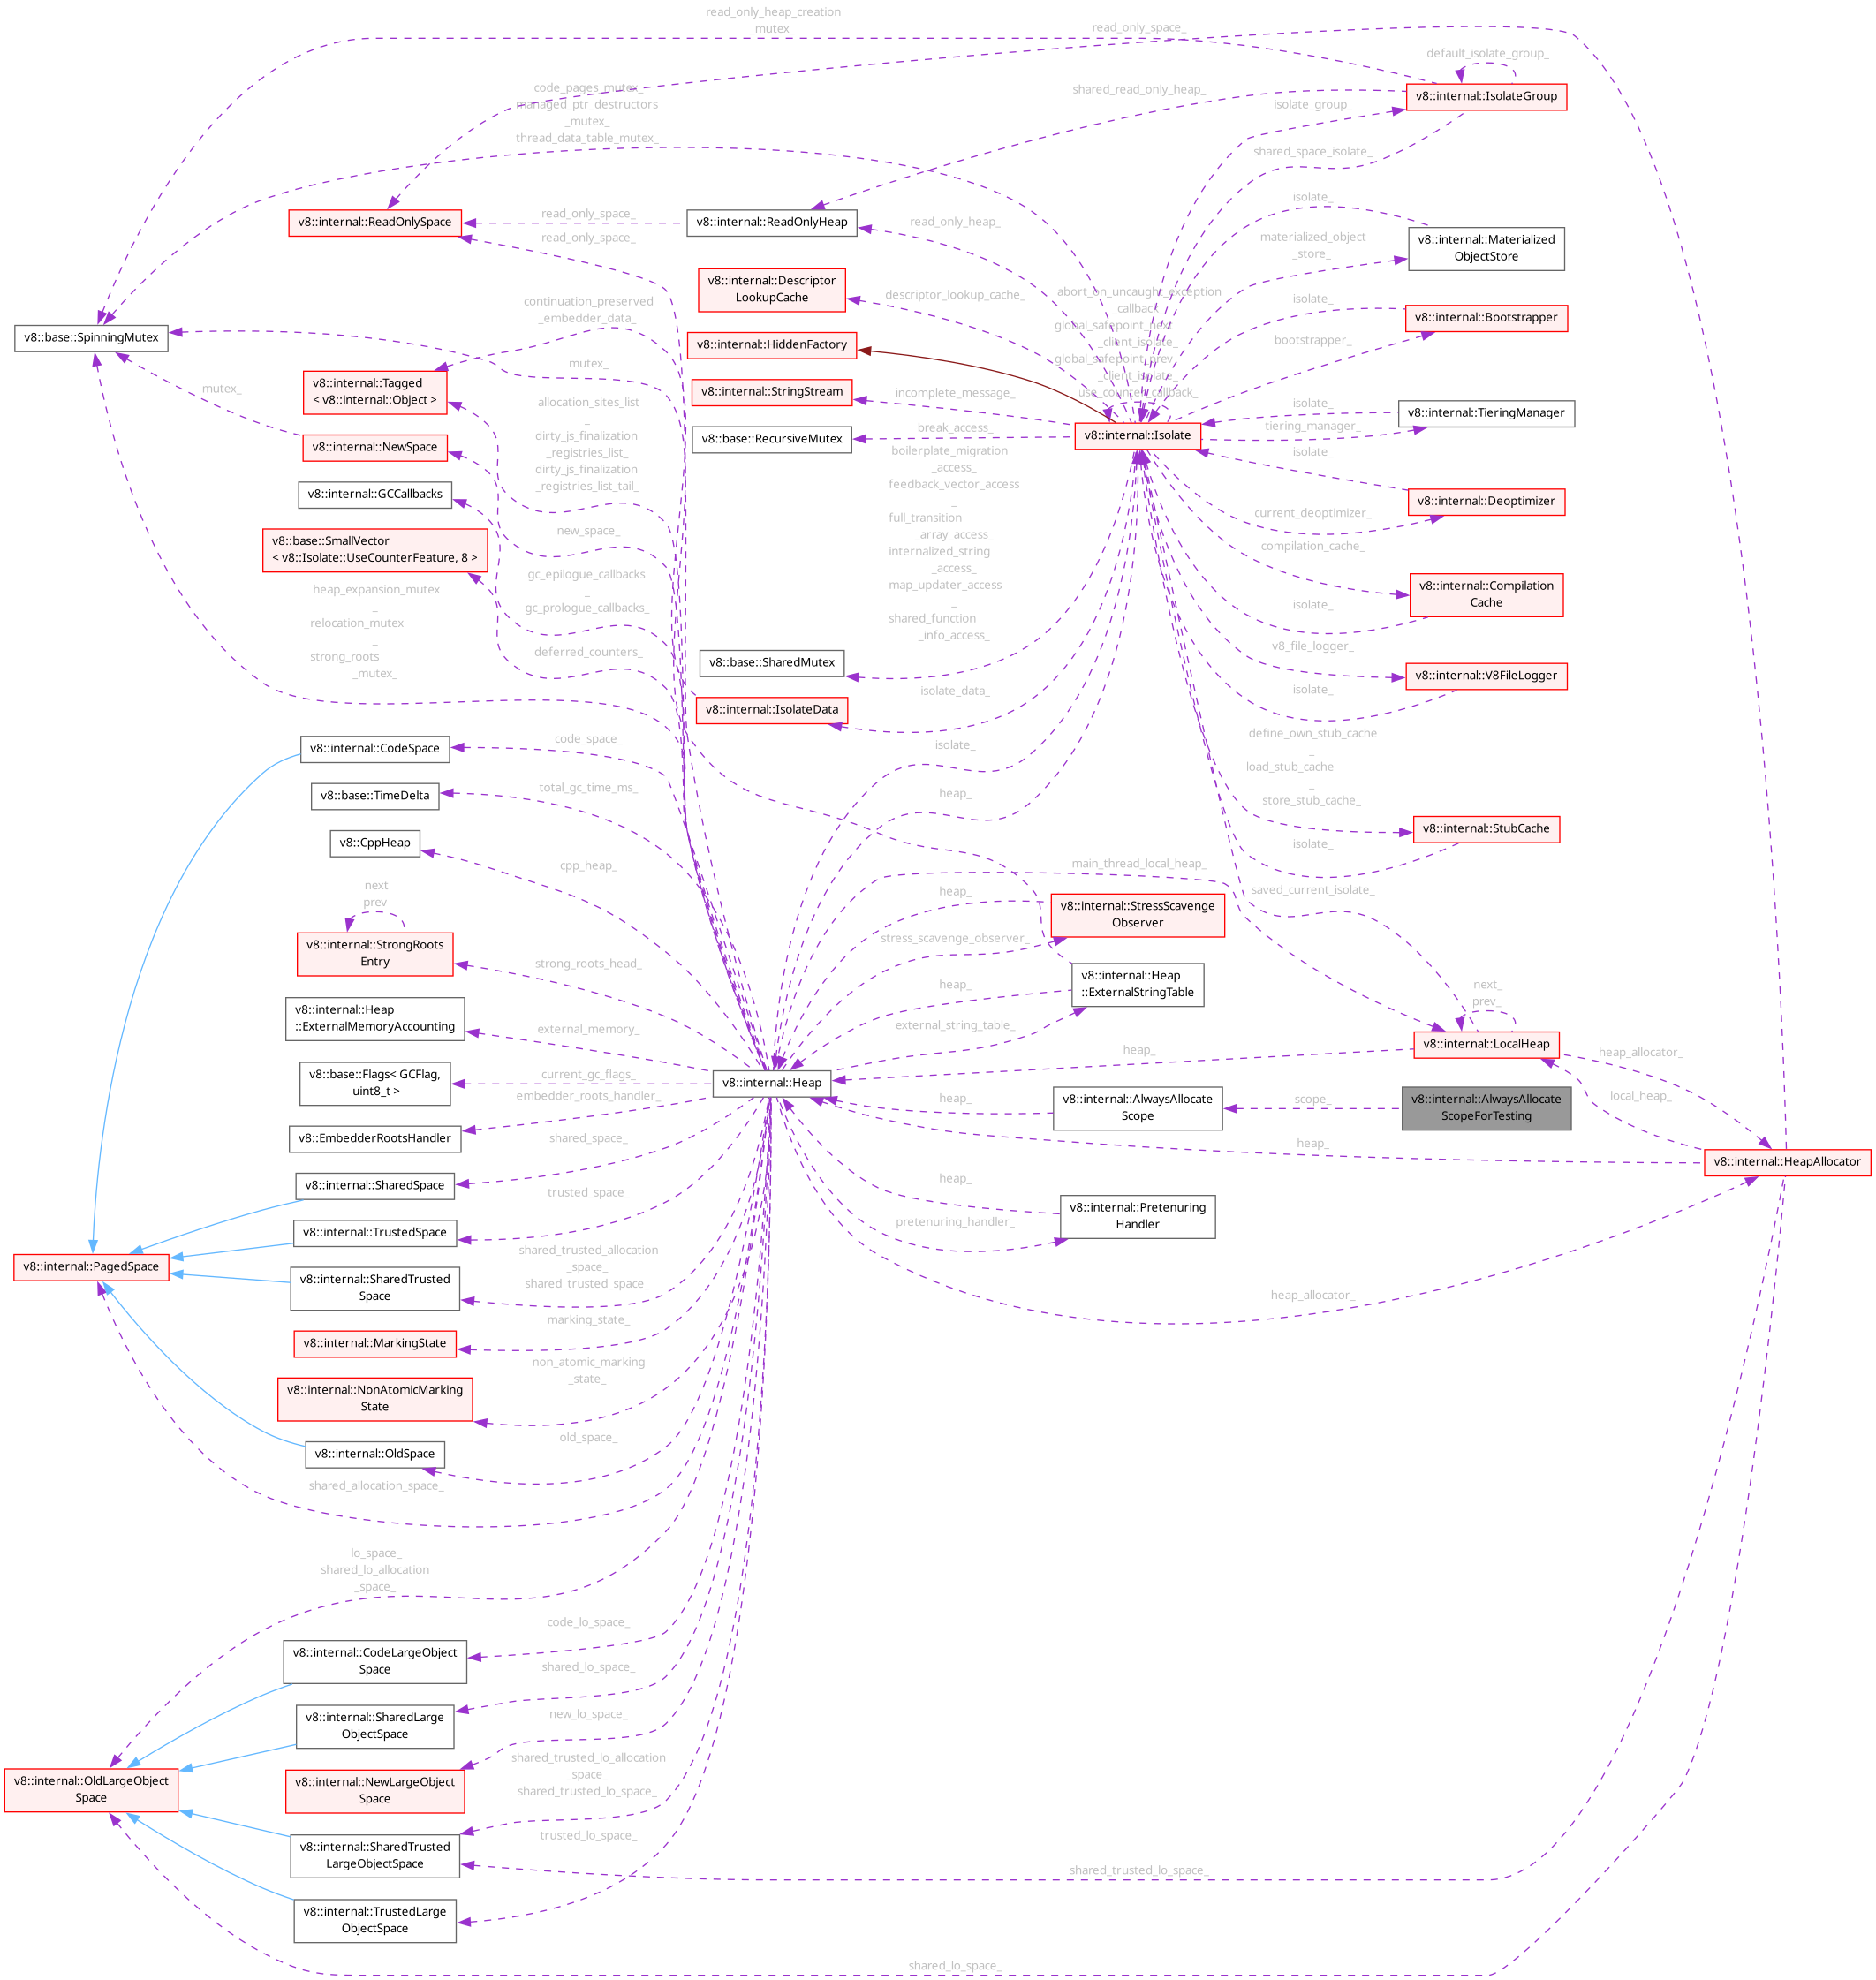 read_only_heap_creation
_mutex_
read_only_space_
default_isolate_group_
code_pages_mutex_
managed_ptr_destructors
_mutex_
thread_data_table_mutex_
shared_read_only_heap_
isolate_group_
v8::internal::IsolateGroup
shared_space_isolate_
v8::internal::ReadOnlySpace
read_only_space_
read_only_space_
v8::internal::ReadOnlyHeap
read_only_heap_
isolate_
materialized_object
_store_
v8::internal::Materialized
ObjectStore
v8::internal::Descriptor
LookupCache
descriptor_lookup_cache_
abort_on_uncaught_exception
_callback_
global_safepoint_next
_client_isolate_
global_safepoint_prev
_client_isolate_
use_counter_callback_
isolate_
v8::internal::Bootstrapper
bootstrapper_
continuation_preserved
_embedder_data_
v8::base::SpinningMutex
mutex_
v8::internal::HiddenFactory
v8::internal::Tagged
< v8::internal::Object >
mutex_
v8::internal::StringStream
incomplete_message_
v8::internal::NewSpace
allocation_sites_list
_
dirty_js_finalization
_registries_list_
dirty_js_finalization
_registries_list_tail_
v8::base::RecursiveMutex
break_access_
v8::internal::Isolate
isolate_
tiering_manager_
v8::internal::TieringManager
isolate_
v8::internal::GCCallbacks
boilerplate_migration
_access_
feedback_vector_access
_
full_transition
_array_access_
internalized_string
_access_
map_updater_access
_
shared_function
_info_access_
current_deoptimizer_
v8::internal::Deoptimizer
v8::base::SmallVector
< v8::Isolate::UseCounterFeature, 8 >
new_space_
compilation_cache_
v8::internal::Compilation
Cache
isolate_
heap_expansion_mutex
_
relocation_mutex
_
strong_roots
_mutex_
gc_epilogue_callbacks
_
gc_prologue_callbacks_
deferred_counters_
v8::base::SharedMutex
v8_file_logger_
v8::internal::V8FileLogger
isolate_
v8::internal::IsolateData
isolate_data_
v8::internal::CodeSpace
code_space_
isolate_
define_own_stub_cache
_
load_stub_cache
_
store_stub_cache_
v8::base::TimeDelta
total_gc_time_ms_
heap_
v8::internal::StubCache
isolate_
v8::CppHeap
cpp_heap_
main_thread_local_heap_
saved_current_isolate_
next
prev
v8::internal::StrongRoots
Entry
strong_roots_head_
heap_
stress_scavenge_observer_
v8::internal::StressScavenge
Observer
heap_
v8::internal::Heap
::ExternalStringTable
external_string_table_
next_
prev_
v8::internal::LocalHeap
v8::internal::Heap
::ExternalMemoryAccounting
external_memory_
heap_
heap_allocator_
v8::base::Flags< GCFlag,
uint8_t >
current_gc_flags_
embedder_roots_handler_
v8::internal::Heap
heap_
v8::internal::AlwaysAllocate
Scope
scope_
v8::internal::AlwaysAllocate
ScopeForTesting
local_heap_
v8::EmbedderRootsHandler
shared_space_
heap_
v8::internal::HeapAllocator
v8::internal::SharedSpace
trusted_space_
heap_
v8::internal::Pretenuring
Handler
pretenuring_handler_
v8::internal::TrustedSpace
v8::internal::PagedSpace
shared_trusted_allocation
_space_
shared_trusted_space_
v8::internal::SharedTrusted
Space
heap_allocator_
v8::internal::MarkingState
marking_state_
non_atomic_marking
_state_
v8::internal::NonAtomicMarking
State
v8::internal::OldSpace
old_space_
shared_allocation_space_
lo_space_
shared_lo_allocation
_space_
code_lo_space_
v8::internal::CodeLargeObject
Space
shared_lo_space_
v8::internal::SharedLarge
ObjectSpace
new_lo_space_
v8::internal::OldLargeObject
Space
v8::internal::NewLargeObject
Space
shared_trusted_lo_allocation
_space_
shared_trusted_lo_space_
v8::internal::SharedTrusted
LargeObjectSpace
trusted_lo_space_
shared_trusted_lo_space_
v8::internal::TrustedLarge
ObjectSpace
shared_lo_space_